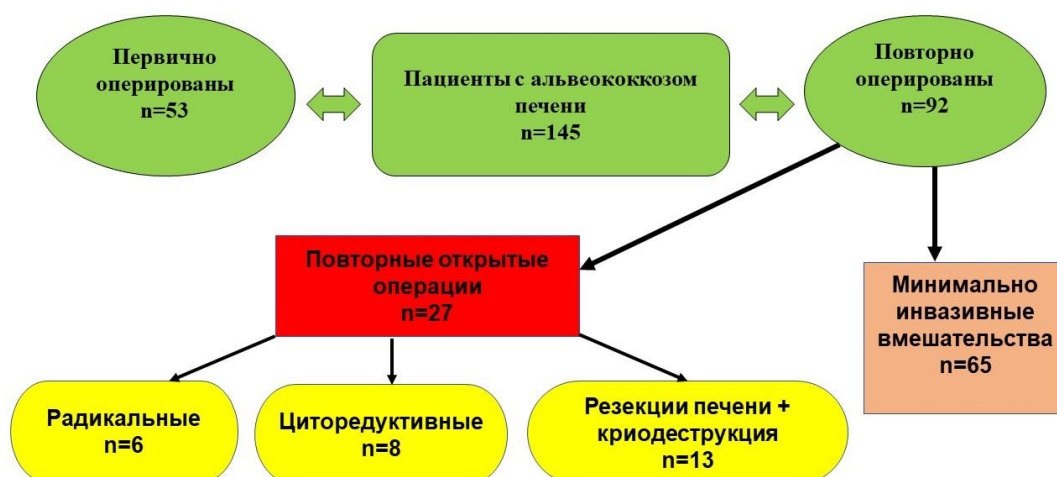 Первично
оперированы
n=53
Пациенты с альвеококкозом
печени
n=145
Повторно
оперированы
n=92
Повторные открытые
операции
n=27
Минимально
инвазивные
вмешательства
n=65
Радикальные
n=6
Циторедуктивные
n=8
Резекции печени +
криодеструкция
n=13